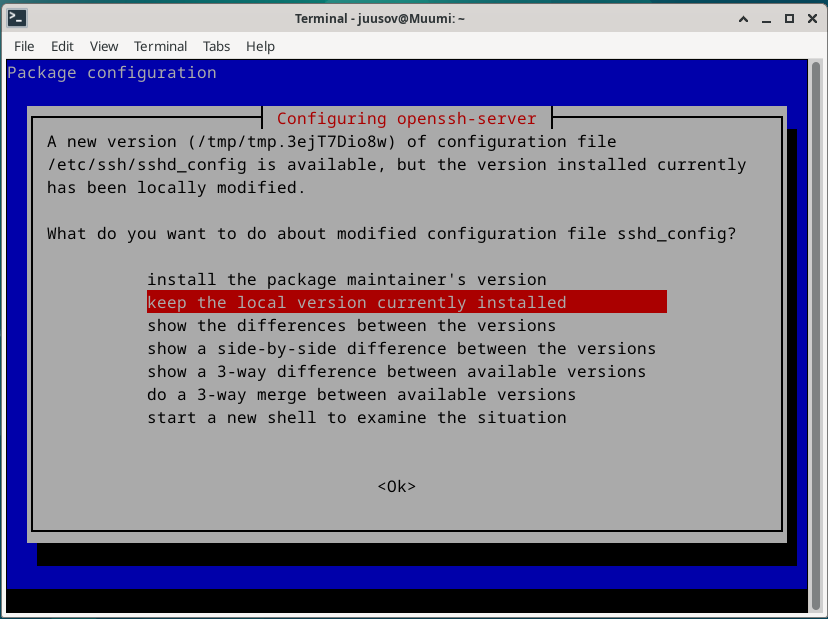 Terminal - juusov@Muumi: ~
File Edit View Terminal Tabs Help
Package configuration
Configuring openssh-server
A new version (/tmp/tmp.3ejT7Dio8w) of configuration file
/etc/ssh/sshd_config is available, but the version installed currently
has been locally modified.
What do you want to do about modified configuration file sshd_config?
install the package maintainer's version
keep the local version currently installed
show the differences between the versions
show a side-by-side difference between the versions
show a 3-way difference between available versions
do a 3-way merge between available versions
start a new shell to examine the situation
<Ok>